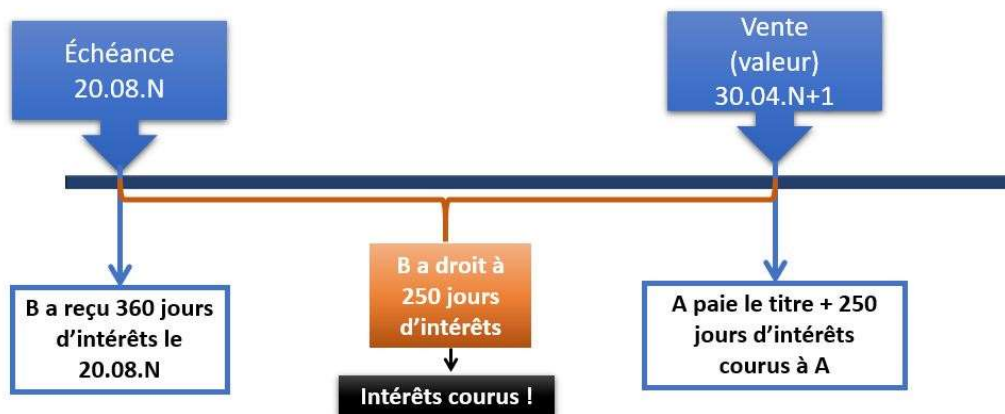 Échéance
20.08.N
Vente
(valeur)
30.04.N+1
B a reçu 360 jours
d’intérêts le
20.08.N
B a droit à
250 jours
d’intérêts
Intérêts courus !
A paie le titre + 250
jours d’intérêts
courus à A